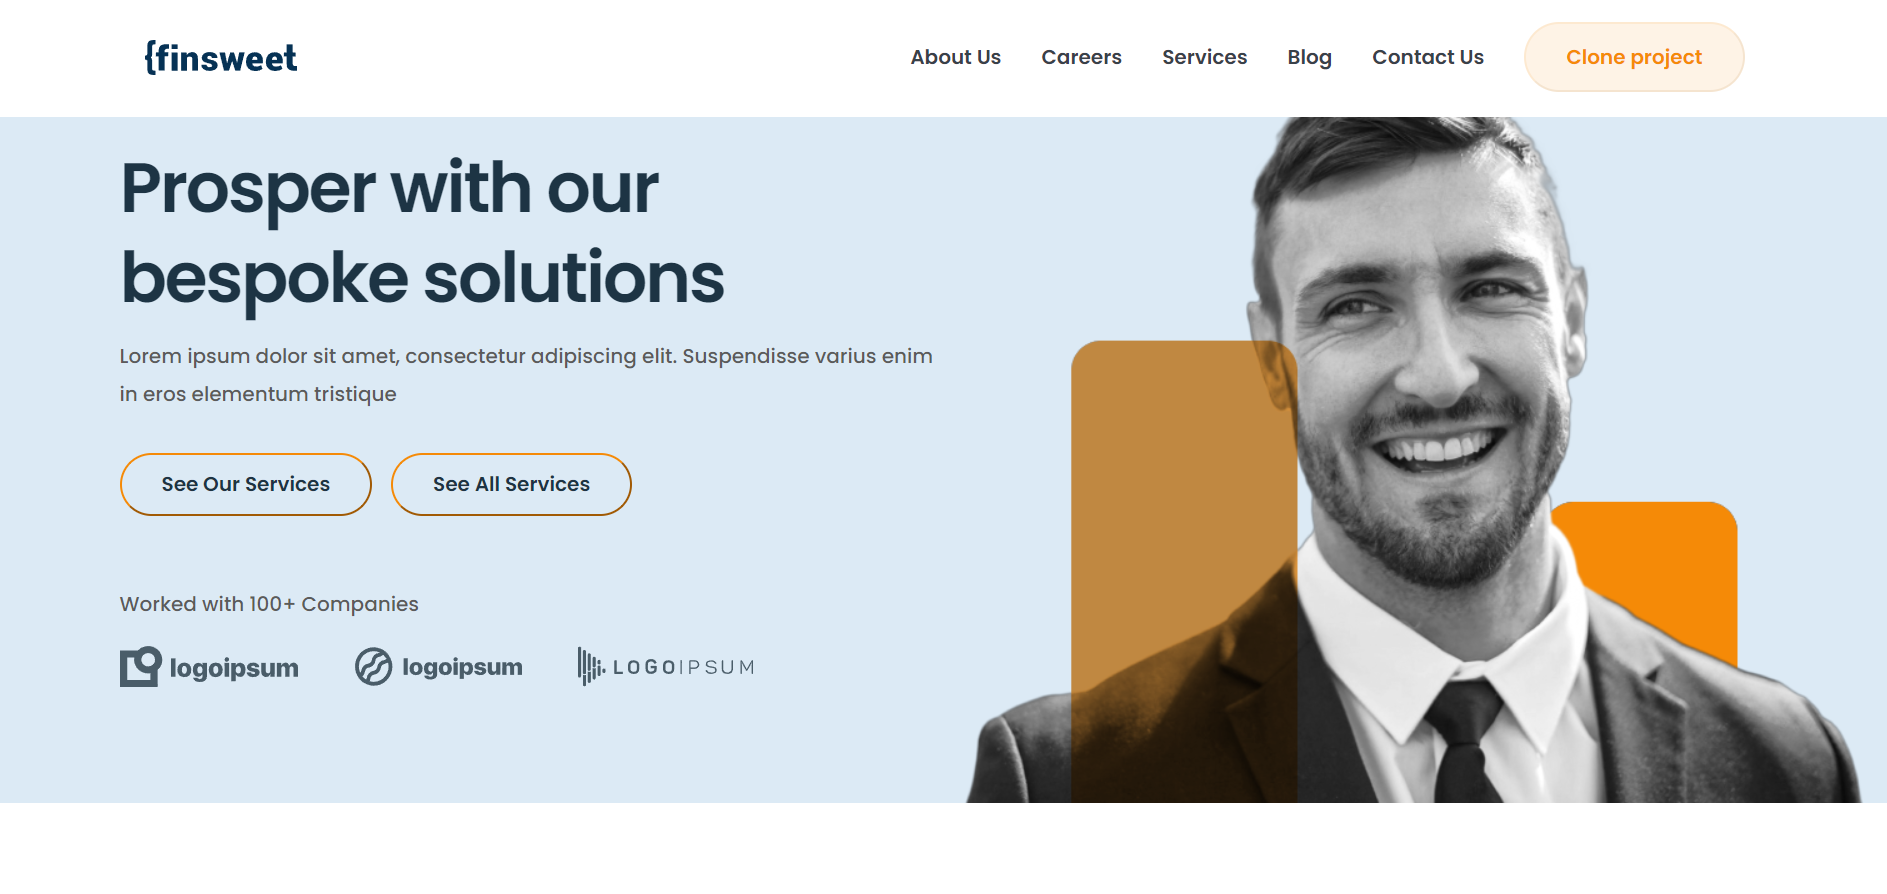 {finsweet
About Us
Careers
Services
Blog
Contact Us
Clone project
Prosper with our
bespoke solutions
Lorem ipsum dolor sit amet, consectetur adipiscing elit. Suspendisse varius enim
in eros elementum tristique
See Our Services
See All Services
Worked with 100+ Companies
logoipsum
logoipsum
LOGOIPSUM